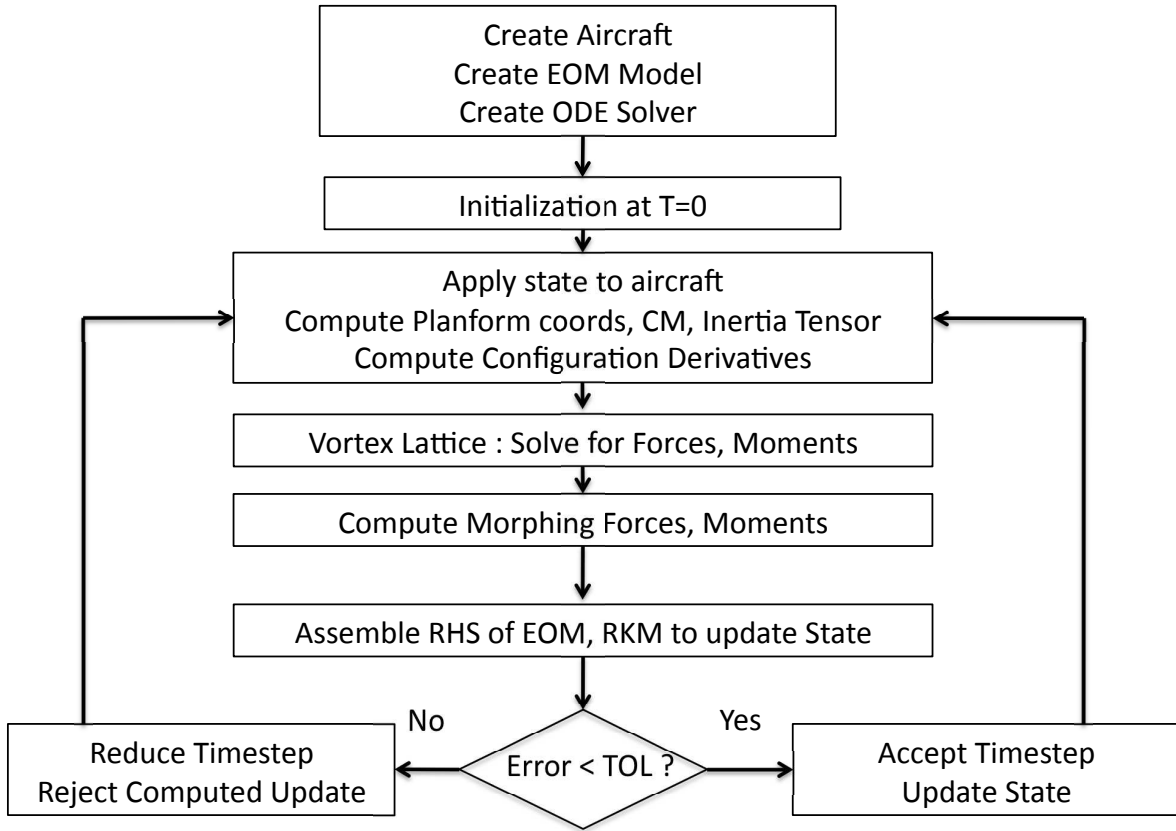 Create Aircraft
Create EOM Model
Create ODE Solver
Initialization at T=0
Apply state to aircraft
Compute Planform coords, CM, Inertia Tensor
Compute Configuration Derivatives
Vortex Lattice : Solve for Forces, Moments
Compute Morphing Forces, Moments
Assemble RHS of EOM, RKM to update State
No
Yes
Error < TOL ?
Reduce Timestep
Reject Computed Update
Accept Timestep
Update State